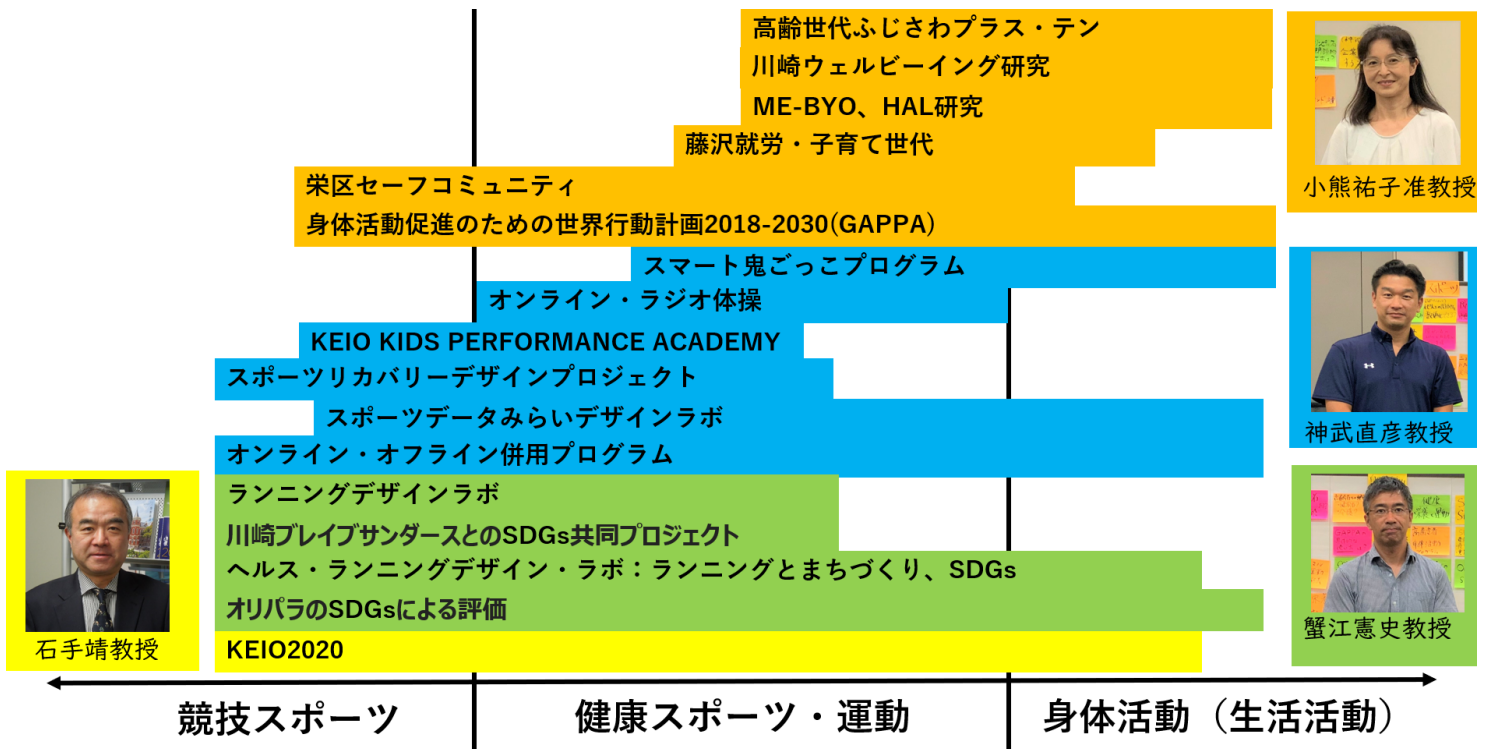 高齢世代ふじさわプラス・テン
川崎ウェルビーイング研究
ME-BYO、HAL研究
藤沢就労・子育て世代
栄区セーフコミュニティ
身体活動促進のための世界行動計画2018-2030(GAPPA)
小熊祐子准教授
スマート鬼ごっこプログラム
オンライン・ラジオ体操
KEIO KIDS PERFORMANCE ACADEMY
スポーツリカバリーデザインプロジェクト
スポーツデータみらいデザインラボ
オンライン・オフライン併用プログラム
神武直彦教授
ランニングデザインラボ
川崎ブレイブサンダースとのSDGs共同プロジェクト
ヘルス・ランニングデザイン・ラボ：ランニングとまちづくり、SDGs
オリパラのSDGsによる評価
蟹江憲史教授
KEIO2020
石手靖教授
競技スポーツ
健康スポーツ・運動
身体活動（生活活動）